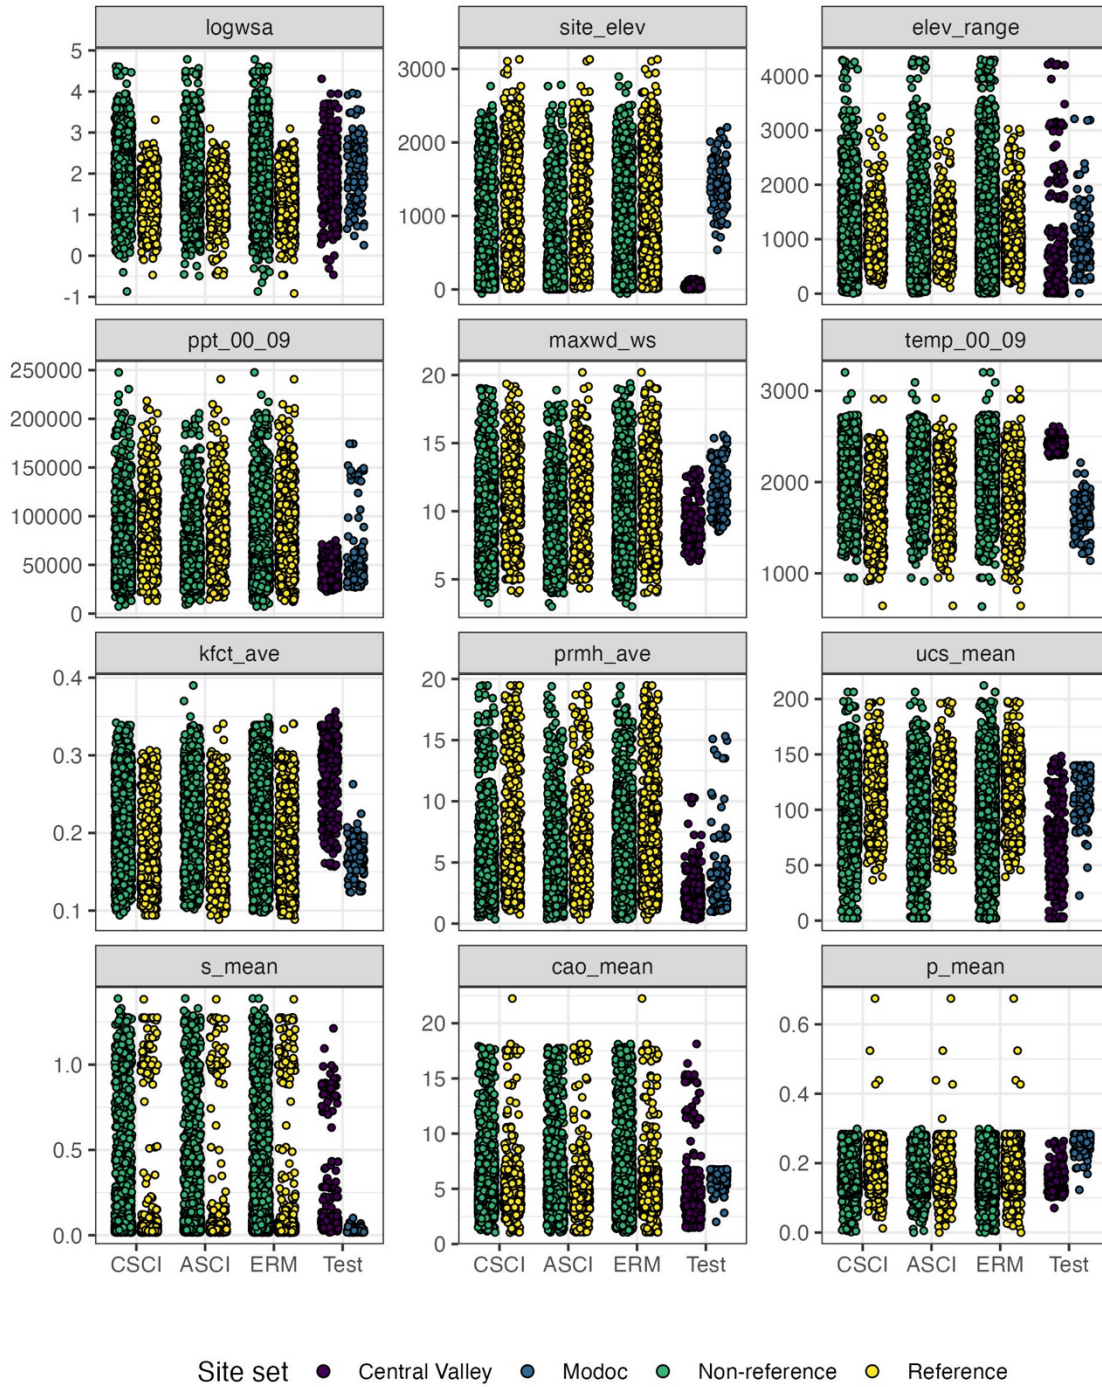 logwsa site_elev elev_range
5 4 3 2 1 0 -1
3000 2000 1000 0
4000 3000 2000 1000 0
ppt_00_09 maxwd_ws temp_00_09
250000 200000 150000 100000 50000 0
20 15 10 5
3000 2000 1000
kfct_ave prmh_ave ucs_mean
0.4 0.3 0.2 0.1
20 15 10 5 0
200 150 100 50 0
s_mean cao_mean p_mean
1.0 0.5 0.0
20 15 10 5 0
0.6 0.4 0.2 0.0
CSCI ASCI ERM Test CSCI ASCI ERM Test CSCI ASCI ERM Test
Site set Central Valley Modoc Non-reference Reference